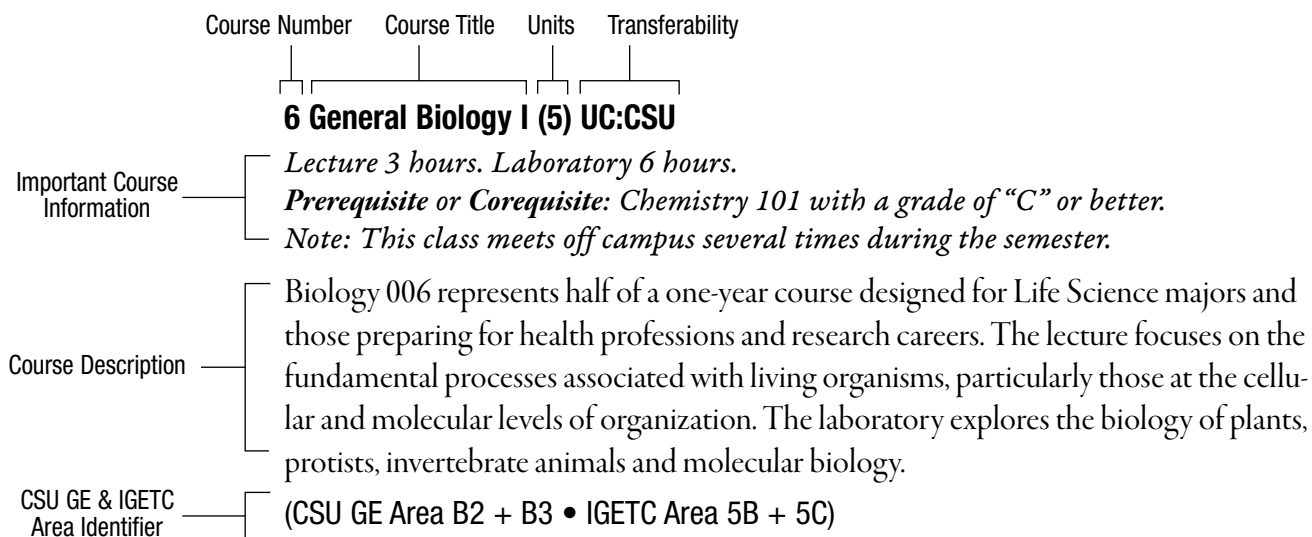 Course Number Course Title Units Transferability
6 General Biology I (5) UC:CSU
Important Course
Information
Lecture 3 hours. Laboratory 6 hours.
Prerequisite or Corequisite: Chemistry 101 with a grade of “C” or better.
Note: This class meets off campus several times during the semester.
Course Description
Biology 006 represents half of a one-year course designed for Life Science majors and
those preparing for health professions and research careers. The lecture focuses on the
fundamental processes associated with living organisms, particularly those at the cellu-
lar and molecular levels of organization. The laboratory explores the biology of plants,
protists, invertebrate animals and molecular biology.
CSU GE & IGETC
Area Identifier
(CSU GE Area B2 + B3 • IGETC Area 5B + 5C)